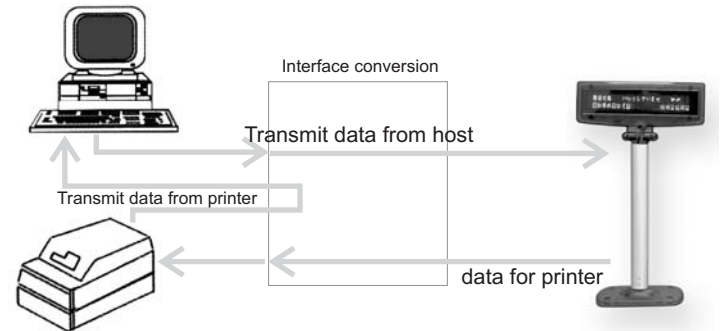 Interface conversion
Transmit data from host
Transmit data from printer
data for printer